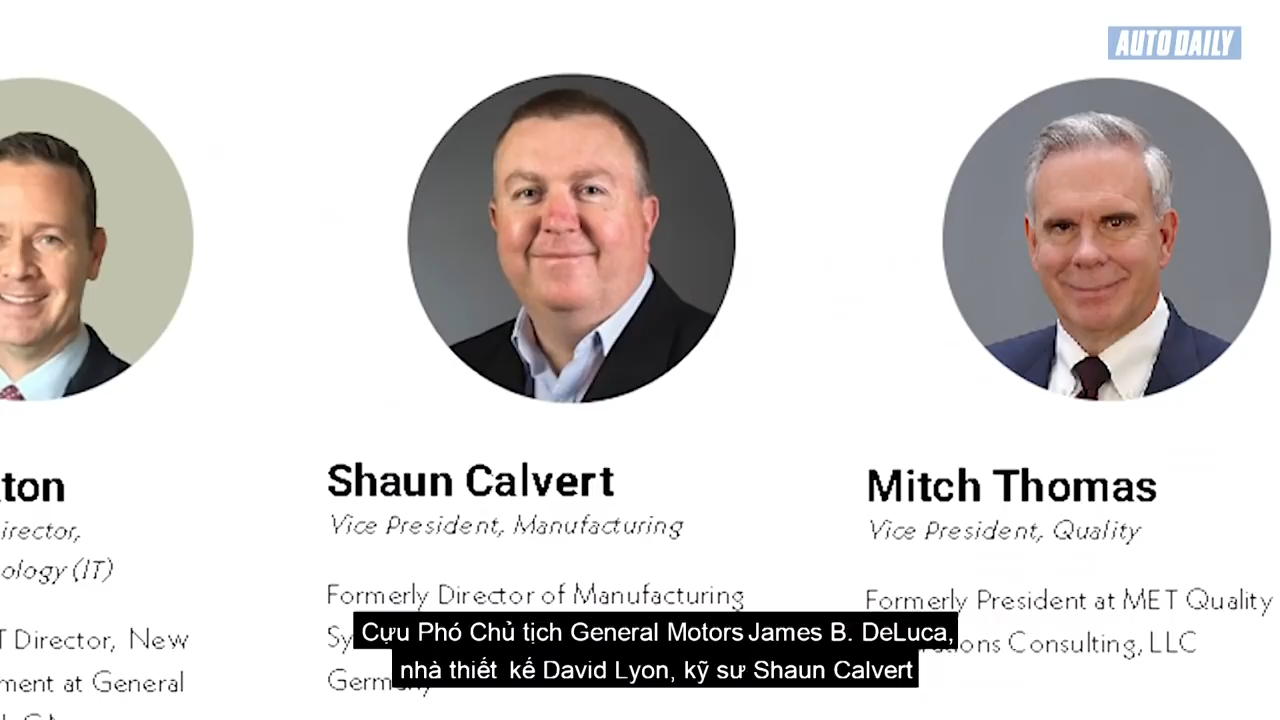 AUTO DAILY
ton
irector,
ology (IT)
T Director, New
ment at General
Shaun Calvert
Vice President, Manufacturing
Formerly Director of Manufacturing
Sy
Germ
Mitch Thomas
Vice President, Quality
Formerly President at MET Quality
ations Consulting, LLC
Cựu Phó Chủ tịch General Motors James B. DeLuca,
nhà thiết kế David Lyon, kỹ sư Shaun Calvert